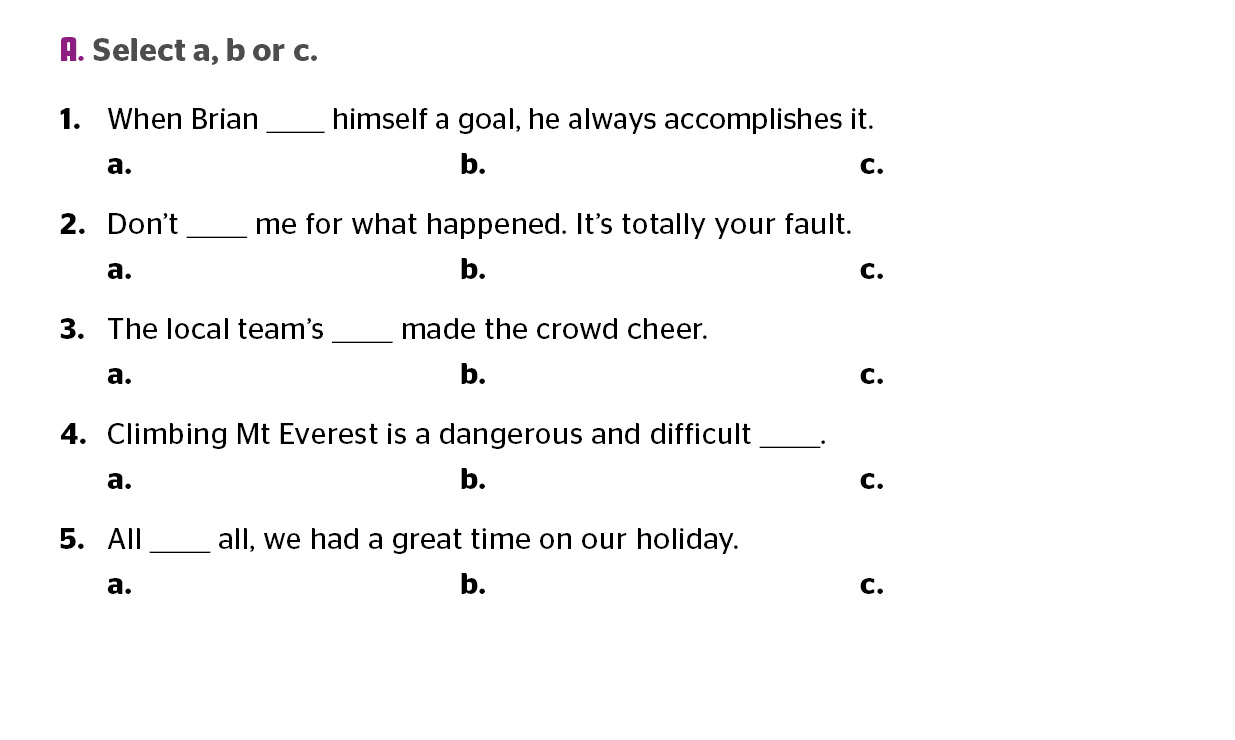 A. Select a, b or c.
1. When Brian ____ himself a goal, he always accomplishes it.
a. b. c.
2. Don’t ____ me for what happened. It’s totally your fault.
a. b. c.
3. The local team’s ____ made the crowd cheer.
a. b. c.
4. Climbing Mt Everest is a dangerous and difficult ____.
a. b. c.
5. All ____ all, we had a great time on our holiday.
a. b. c.